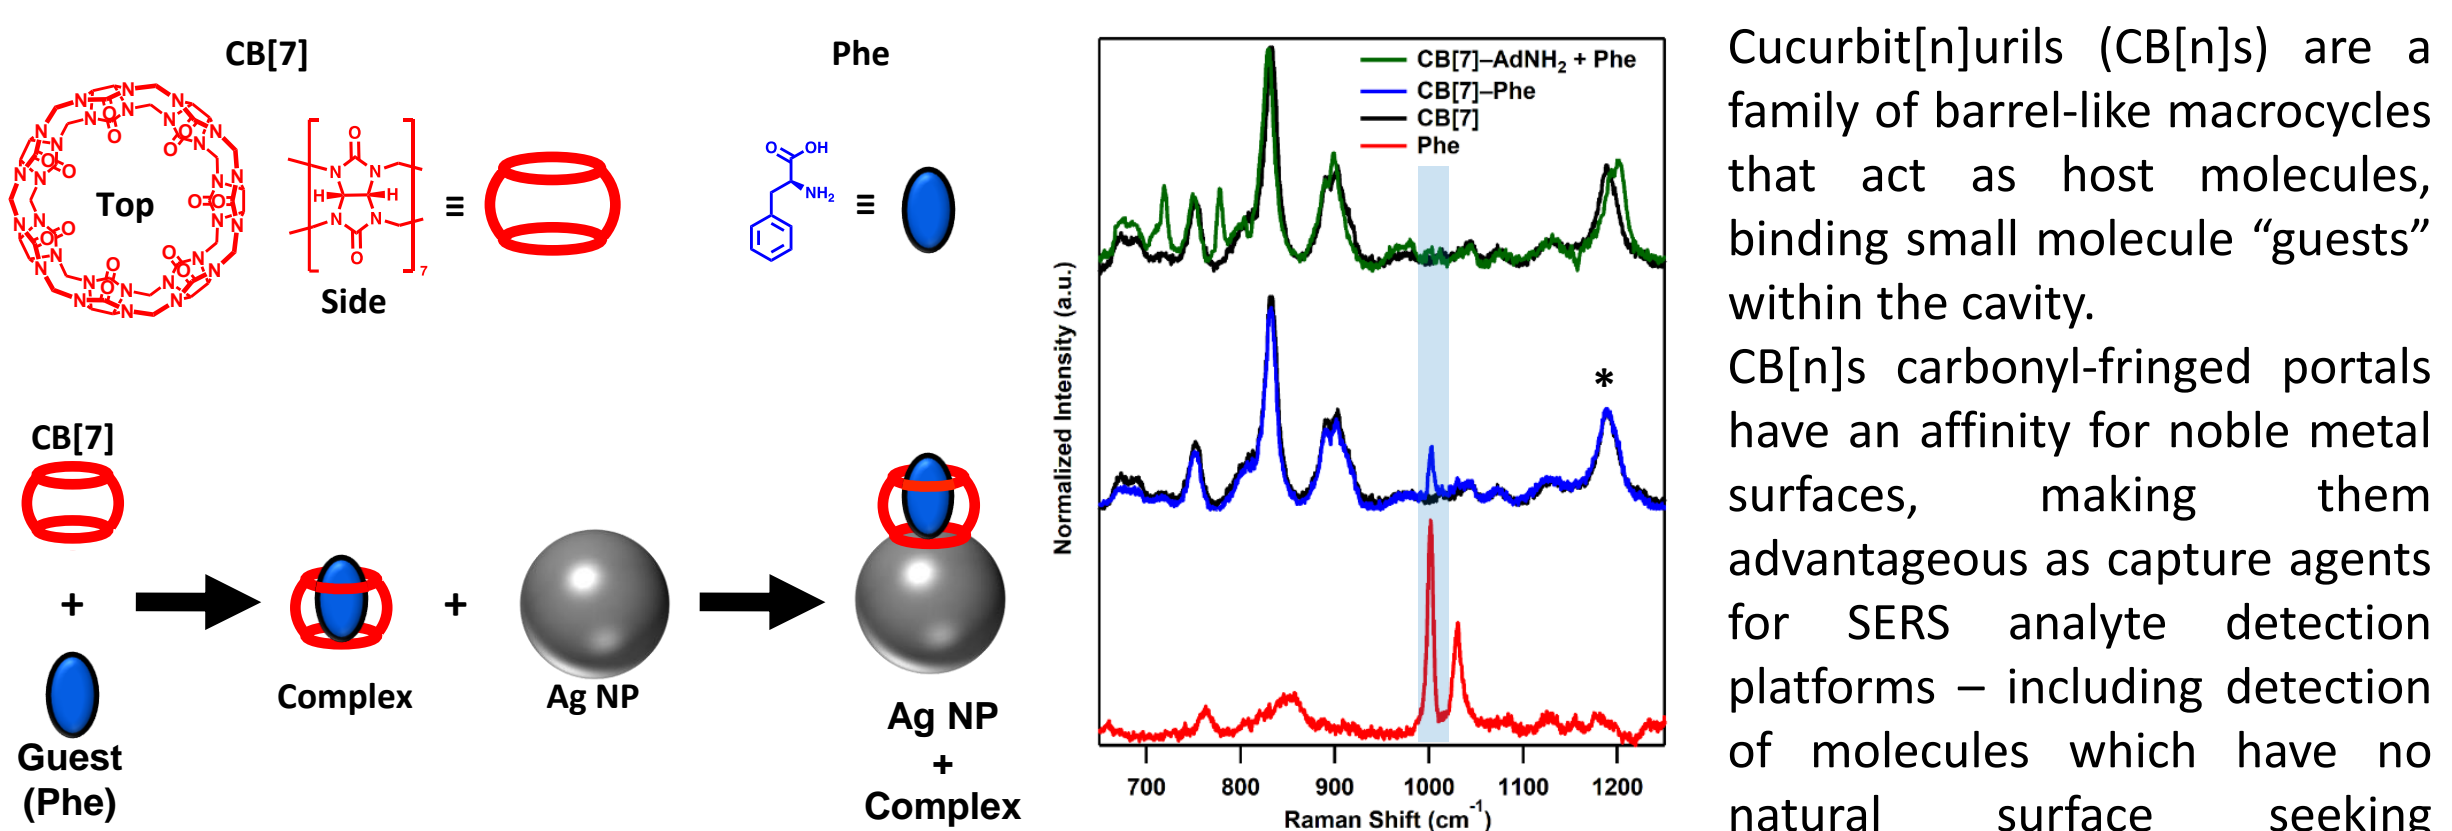 CB[7]
Phe
Top
Side
7
O
OH
NH2
≡
≡
CB[7]
+
Guest
(Phe)
Complex
+
Ag NP
Ag NP
+
Complex
CB[7]–AdNH2 + Phe
CB[7]–Phe
CB[7]
Phe
*
Normalized Intensity (a.u.)
700 800 900 1000 1100 1200
Raman Shift (cm-1)
Cucurbit[n]urils (CB[n]s) are a
family of barrel-like macrocycles
that act as host molecules,
binding small molecule “guests”
within the cavity.
CB[n]s carbonyl-fringed portals
have an affinity for noble metal
surfaces, making them
advantageous as capture agents
for SERS analyte detection
platforms – including detection
of molecules which have no
natural surface seeking